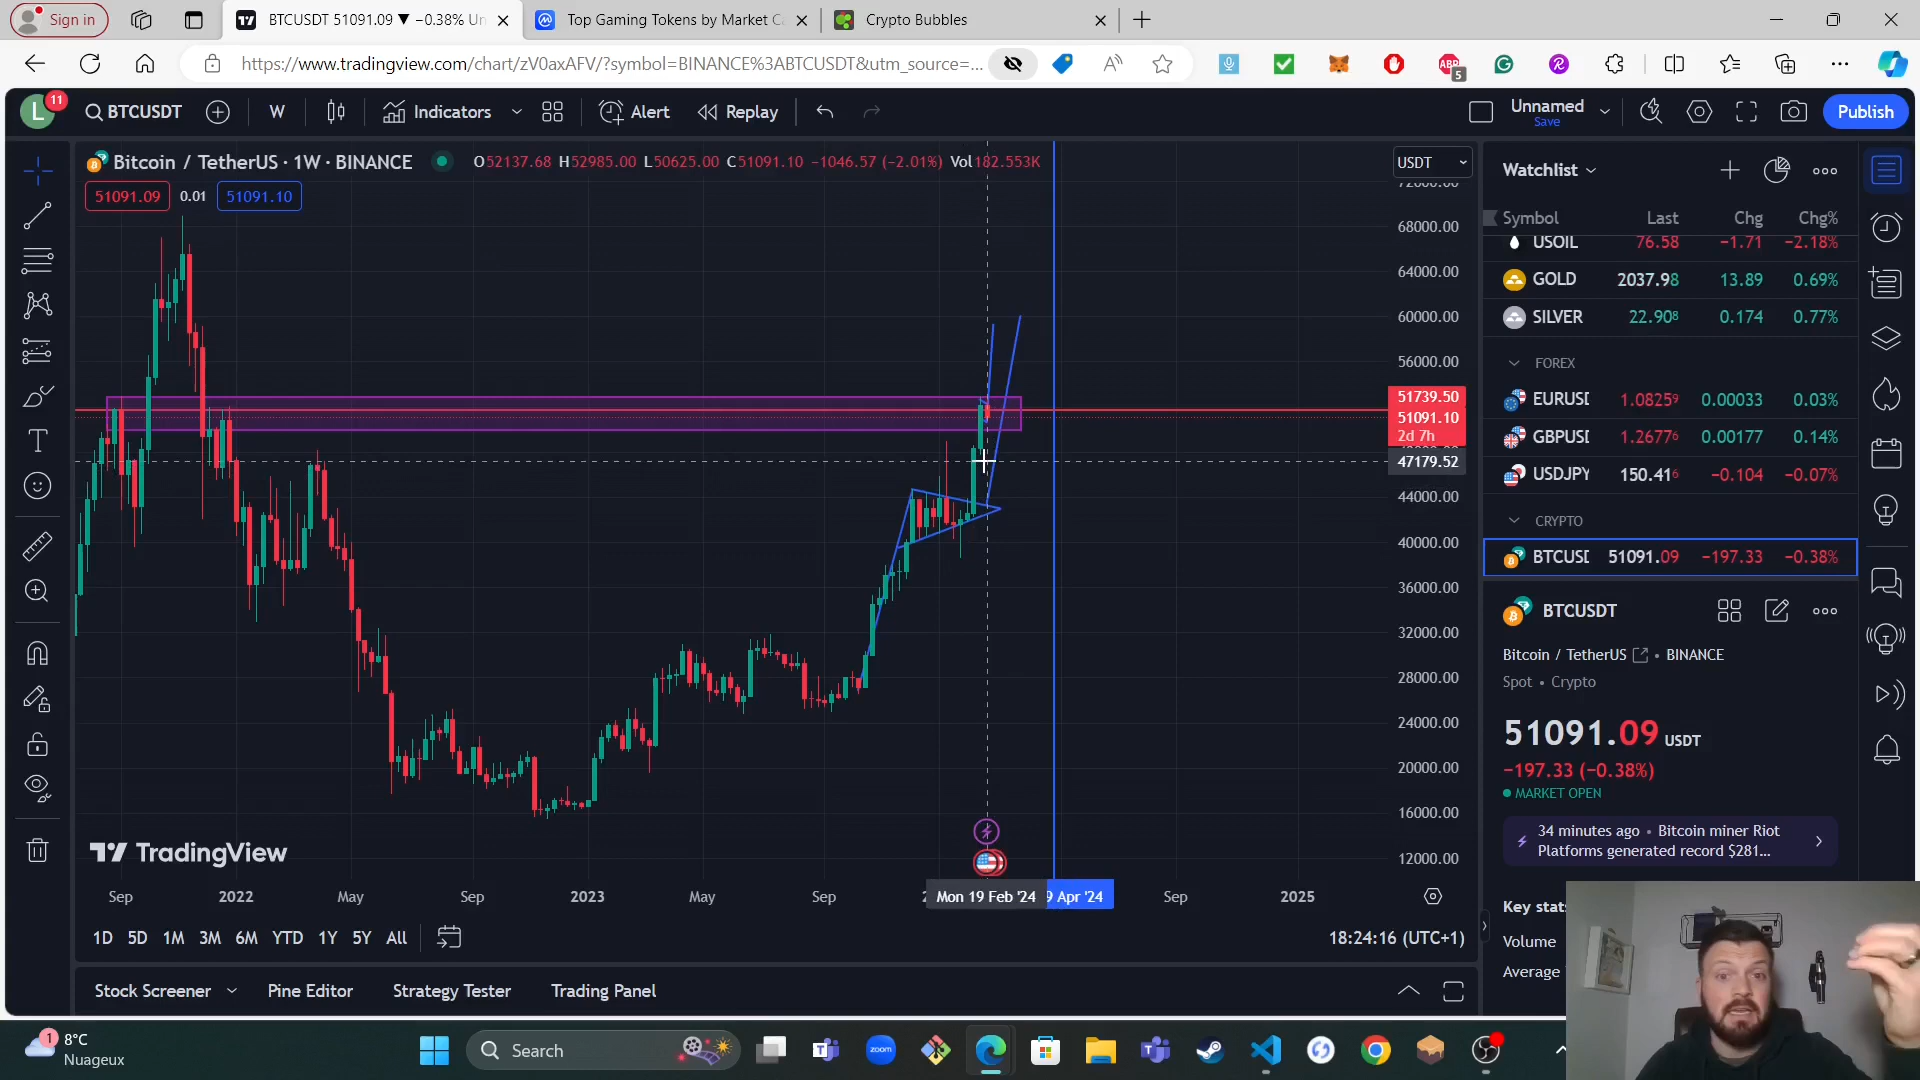 Sign in
BTCUSDT 51091.09 ▼ −0.38% Un
Top Gaming Tokens by Market C
Crypto Bubbles
https://www.tradingview.com/chart/zV0axAFV/?symbol=BINANCE%3ABTCUSDT&utm_source=...
5
L
11
BTCUSDT
W
Indicators
Alert
Replay
Unnamed
Save
Publish
Bitcoin / TetherUS · 1W · BINANCE
O52137.68 H52985.00 L50625.00 C51091.10 −1046.57 (−2.01%) Vol182.553K
51091.09
0.01
51091.10
USDT
72000.00
68000.00
64000.00
60000.00
56000.00
51739.50
51091.10
2d 7h
47179.52
44000.00
40000.00
36000.00
32000.00
28000.00
24000.00
20000.00
16000.00
12000.00
TradingView
Sep
2022
May
Sep
2023
May
Sep
Mon 19 Feb '24
9 Apr '24
Sep
2025
1D 5D 1M 3M 6M YTD 1Y 5Y All
18:24:16 (UTC+1)
Stock Screener
Pine Editor
Strategy Tester
Trading Panel
Watchlist
Symbol Last Chg Chg%
USOIL 76.58 −1.71 −2.18%
GOLD 2037.98 13.89 0.69%
SILVER 22.908 0.174 0.77%
FOREX
EURUSD 1.08259 0.00033 0.03%
GBPUSD 1.26776 0.00177 0.14%
USDJPY 150.416 −0.104 −0.07%
CRYPTO
BTCUSD 51091.09 −197.33 −0.38%
BTCUSDT
Bitcoin / TetherUS • BINANCE
Spot • Crypto
51091.09 USDT
−197.33 (−0.38%)
MARKET OPEN
34 minutes ago • Bitcoin miner Riot
Platforms generated record $281...
Key stats
Volume
Average
1
8°C
Nuageux
Search
zoom